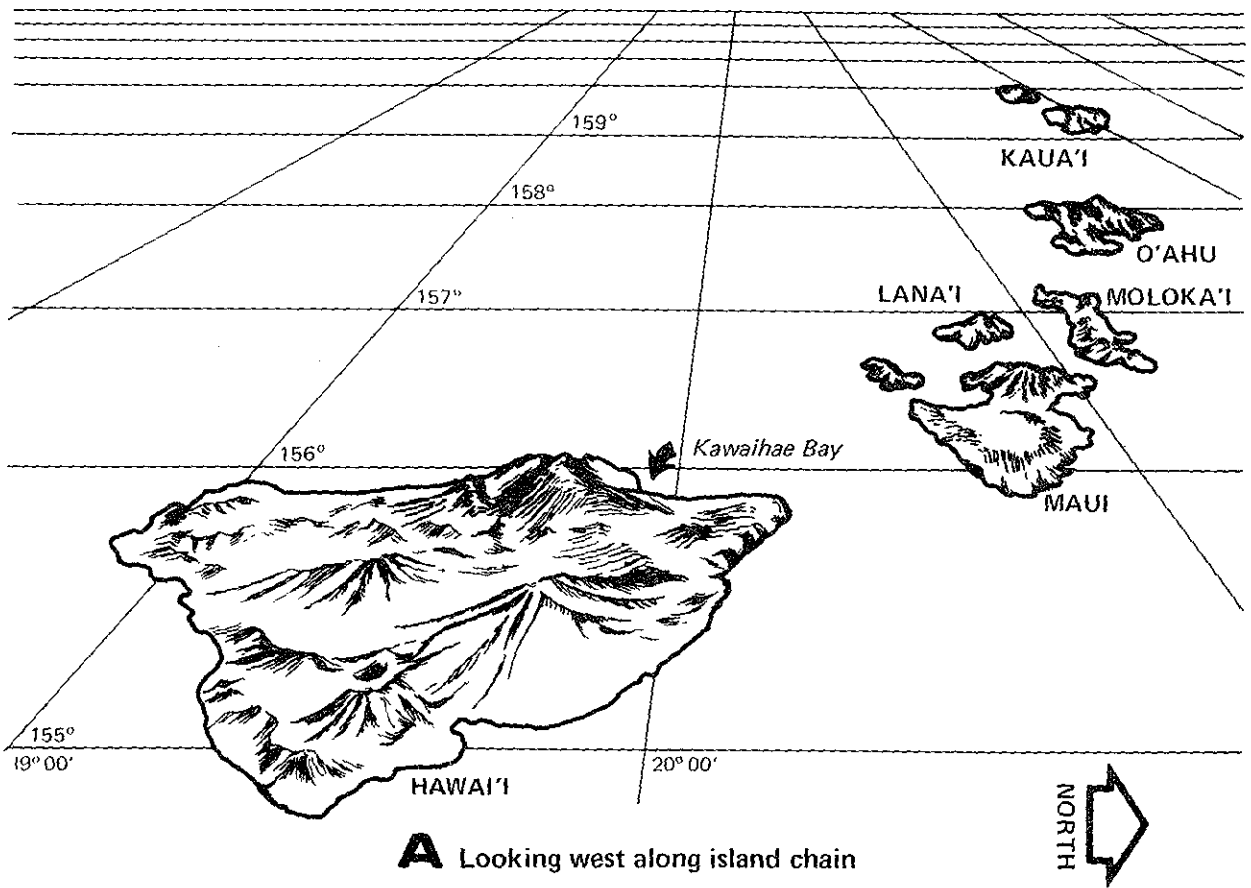 159°
KAUA'I
158°
O'AHU
157°
LANA'I
MOLOKA'I
156°
Kawaihae Bay
MAUI
155°
19° 00'
20° 00'
HAWAI'I
NORTH
A Looking west along island chain